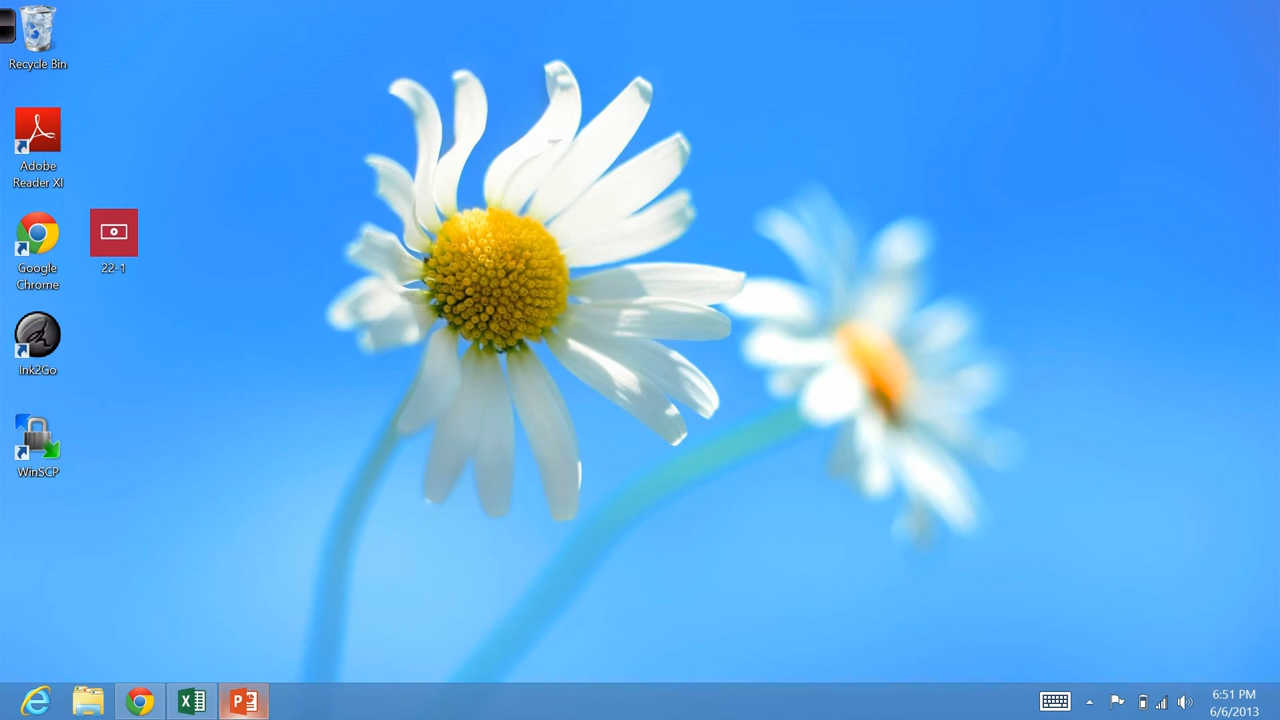 Recycle Bin
Adobe
Reader XI
Google
Chrome
22-1
Ink2Go
WinSCP
6:51 PM
6/6/2013